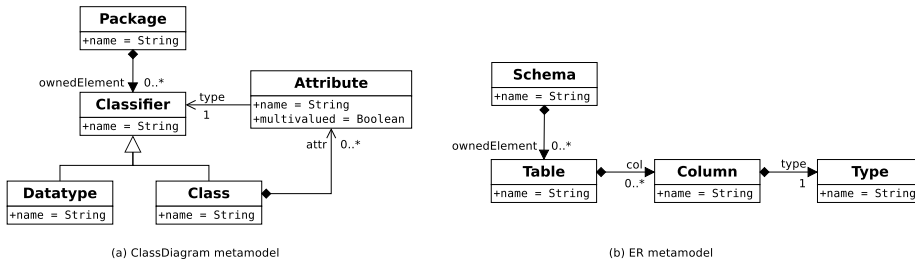 Package
+name = String
ownedElement
0..*
Classifier
+name = String
type
1
Attribute
+name = String
+multivalued = Boolean
attr
0..*
Datatype
+name = String
Class
+name = String
(a) ClassDiagram metamodel
Schema
+name = String
ownedElement
0..*
Table
+name = String
col
0..*
Column
+name = String
type
1
Type
+name = String
(b) ER metamodel